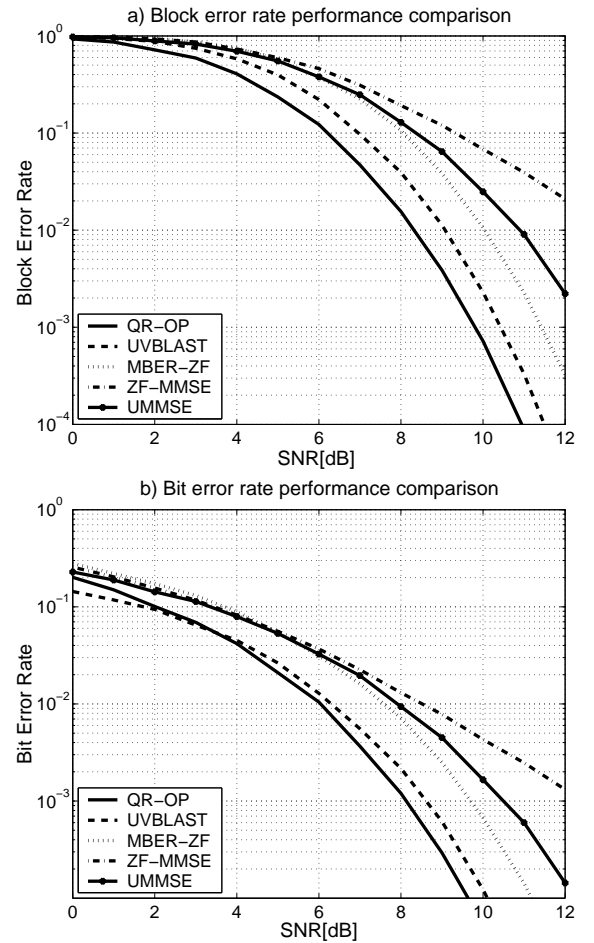 a) Block error rate performance comparison
10^0
10^-1
10^-2
10^-3
10^-4
Block Error Rate
QR-OP
UVBLAST
MBER-ZF
ZF-MMSE
UMMSE
0 2 4 6 8 10 12
SNR[dB]
b) Bit error rate performance comparison
10^0
10^-1
10^-2
10^-3
Bit Error Rate
QR-OP
UVBLAST
MBER-ZF
ZF-MMSE
UMMSE
0 2 4 6 8 10 12
SNR[dB]